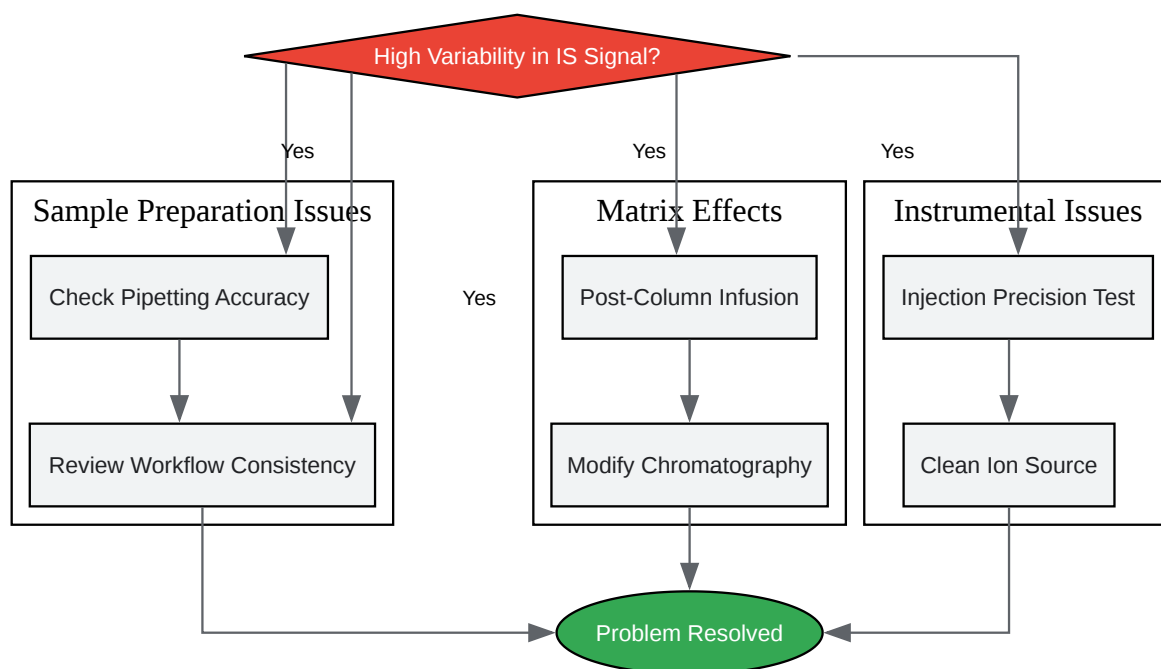 High Variability in IS Signal?
Yes
Yes
Yes
Sample Preparation Issues
Matrix Effects
Instrumental Issues
Check Pipetting Accuracy
Yes
Post-Column Infusion
Injection Precision Test
Review Workflow Consistency
Modify Chromatography
Clean Ion Source
Problem Resolved